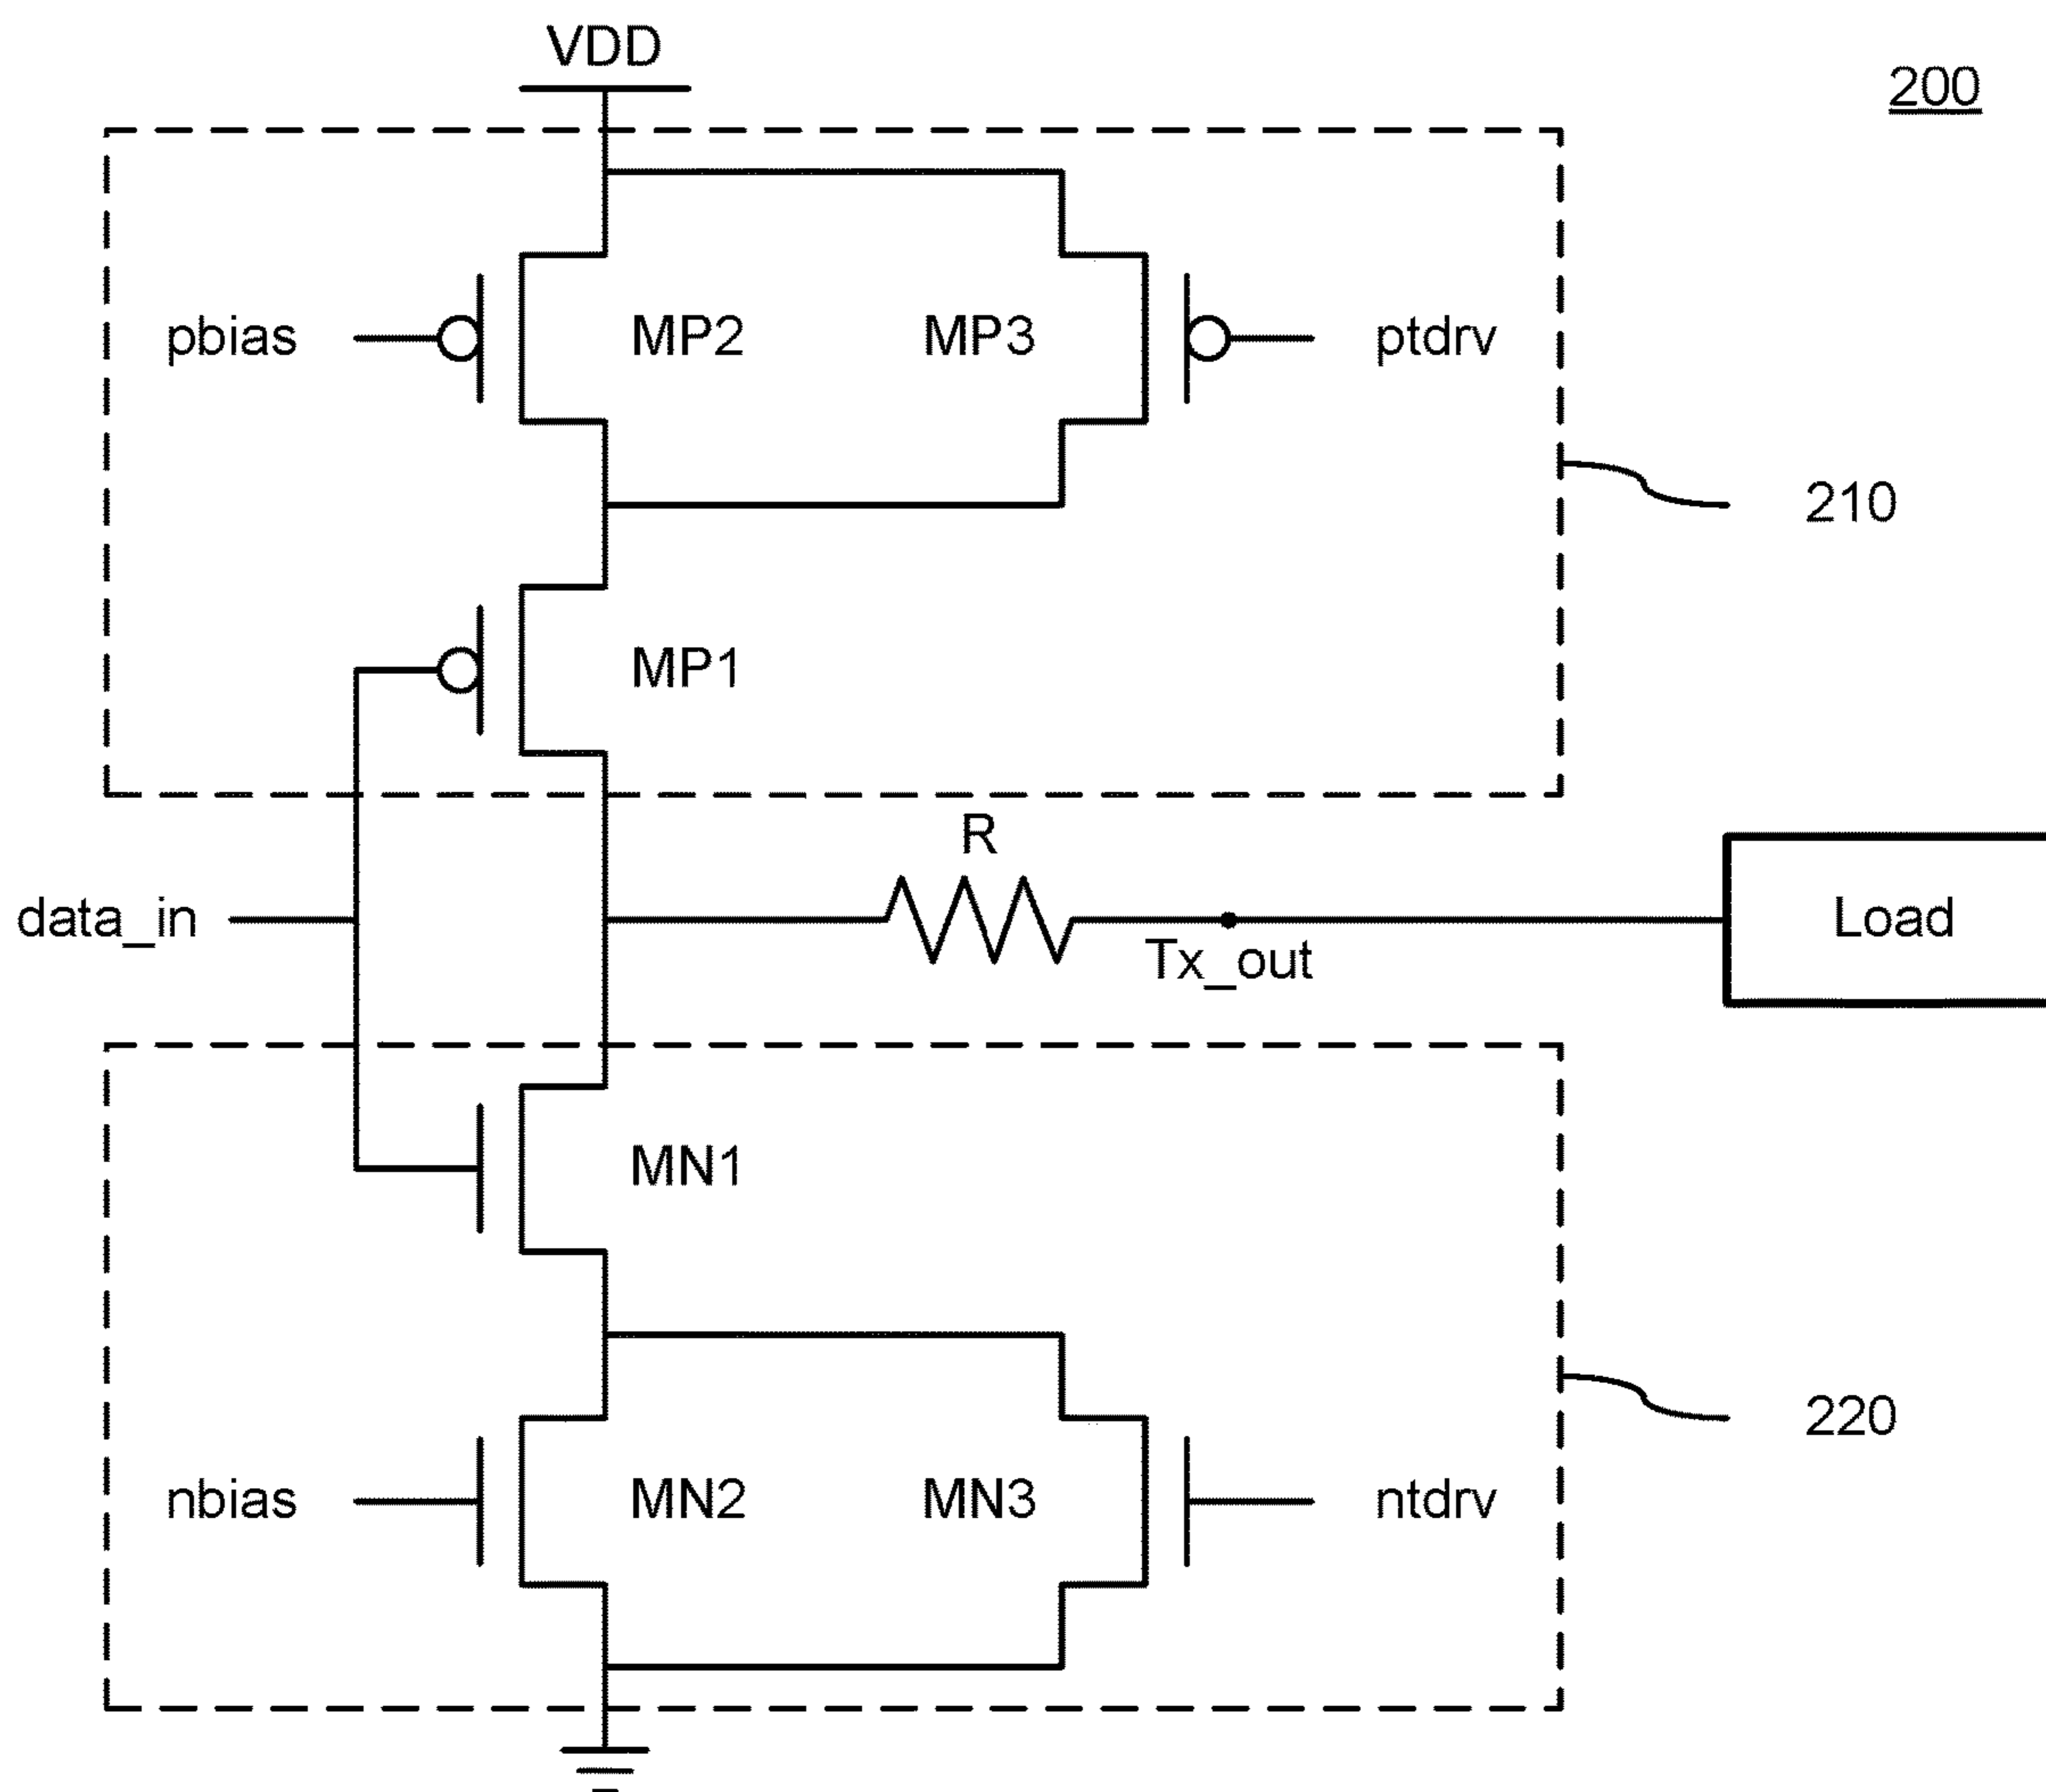 VDD
200
pbias
MP2
MP3
ptdrv
210
MP1
R
data_in
Load
Tx_out
MN1
220
nbias
MN2
MN3
ntdrv